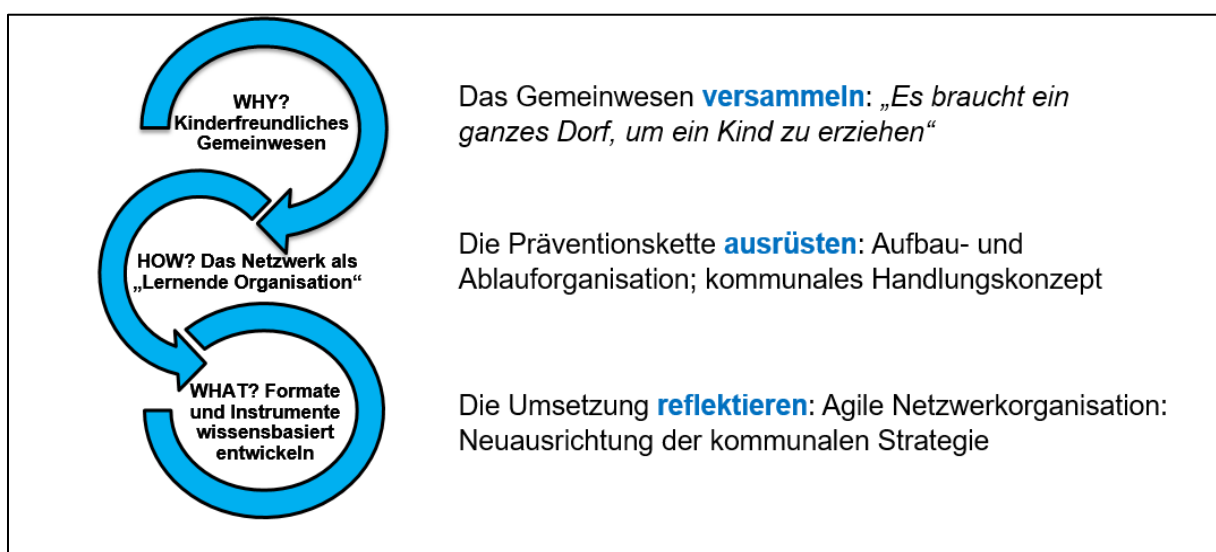 WHY?
Kinderfreundliches
Gemeinwesen
Das Gemeinwesen versammeln: „Es braucht ein
ganzes Dorf, um ein Kind zu erziehen“
HOW? Das Netzwerk als
„Lernende Organisation“
Die Präventionskette ausrüsten: Aufbau- und
Ablauforganisation; kommunales Handlungskonzept
WHAT? Formate
und Instrumente
wissensbasiert
entwickeln
Die Umsetzung reflektieren: Agile Netzwerkorganisation:
Neuausrichtung der kommunalen Strategie